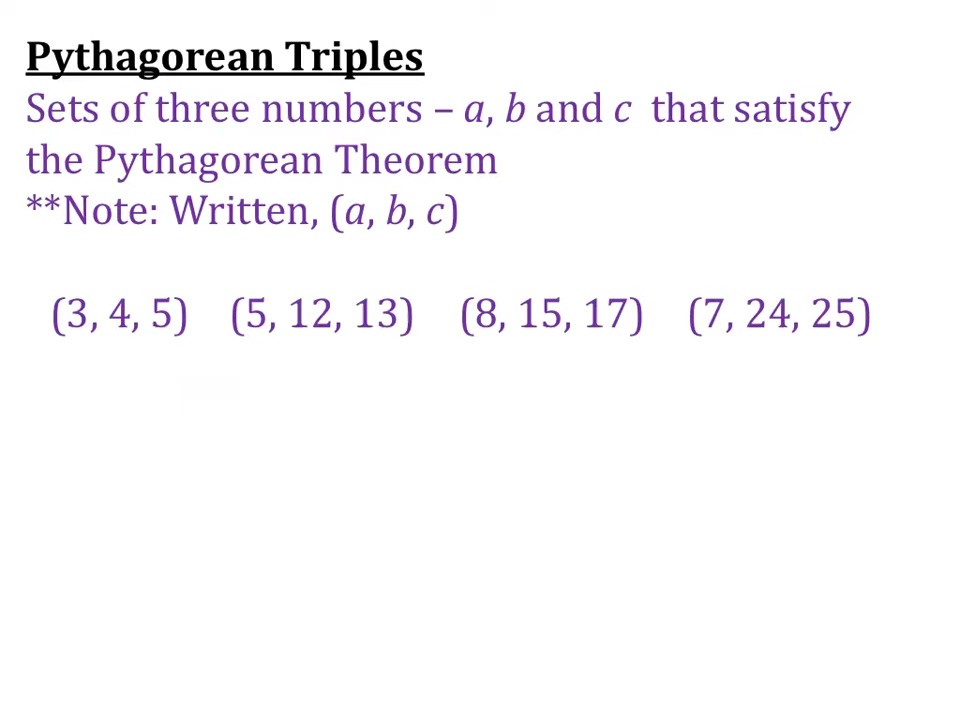 Pythagorean Triples
Sets of three numbers – a, b and c that satisfy
the Pythagorean Theorem
**Note: Written, (a, b, c)
(3, 4, 5) (5, 12, 13) (8, 15, 17) (7, 24, 25)